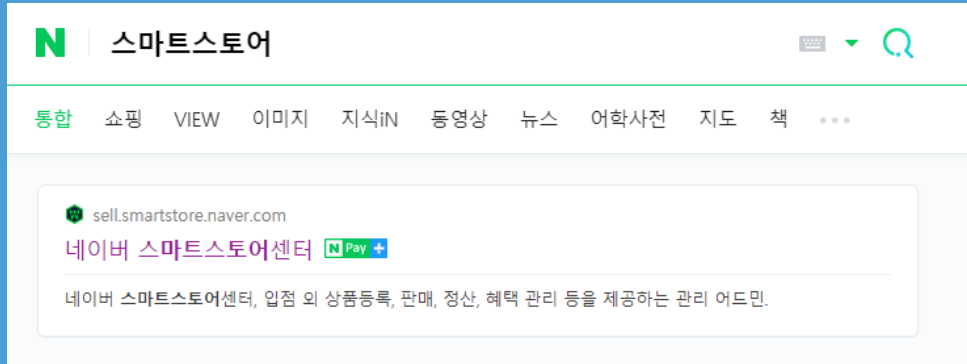 N 스마트스토어
통합 쇼핑 VIEW 이미지 지식iN 동영상 뉴스 어학사전 지도 책
sell.smartstore.naver.com
네이버 스마트스토어센터 N Pay +
네이버 스마트스토어센터, 입점 외 상품등록, 판매, 정산, 혜택 관리 등을 제공하는 관리 어드민.